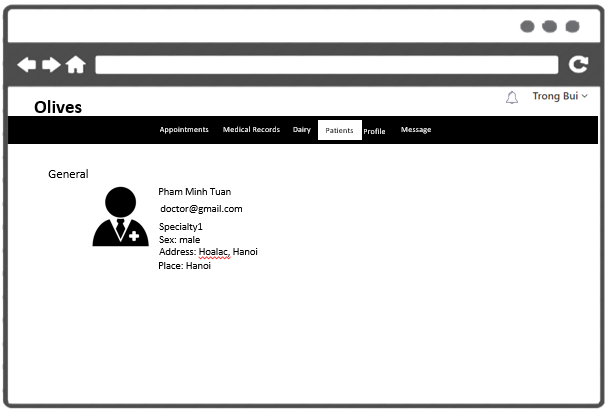 Trong Bui
Olives
Appointments Medical Records Dairy Patients Profile Message
General
Pham Minh Tuan
doctor@gmail.com
Specialty1
Sex: male
Address: Hoalac, Hanoi
Place: Hanoi